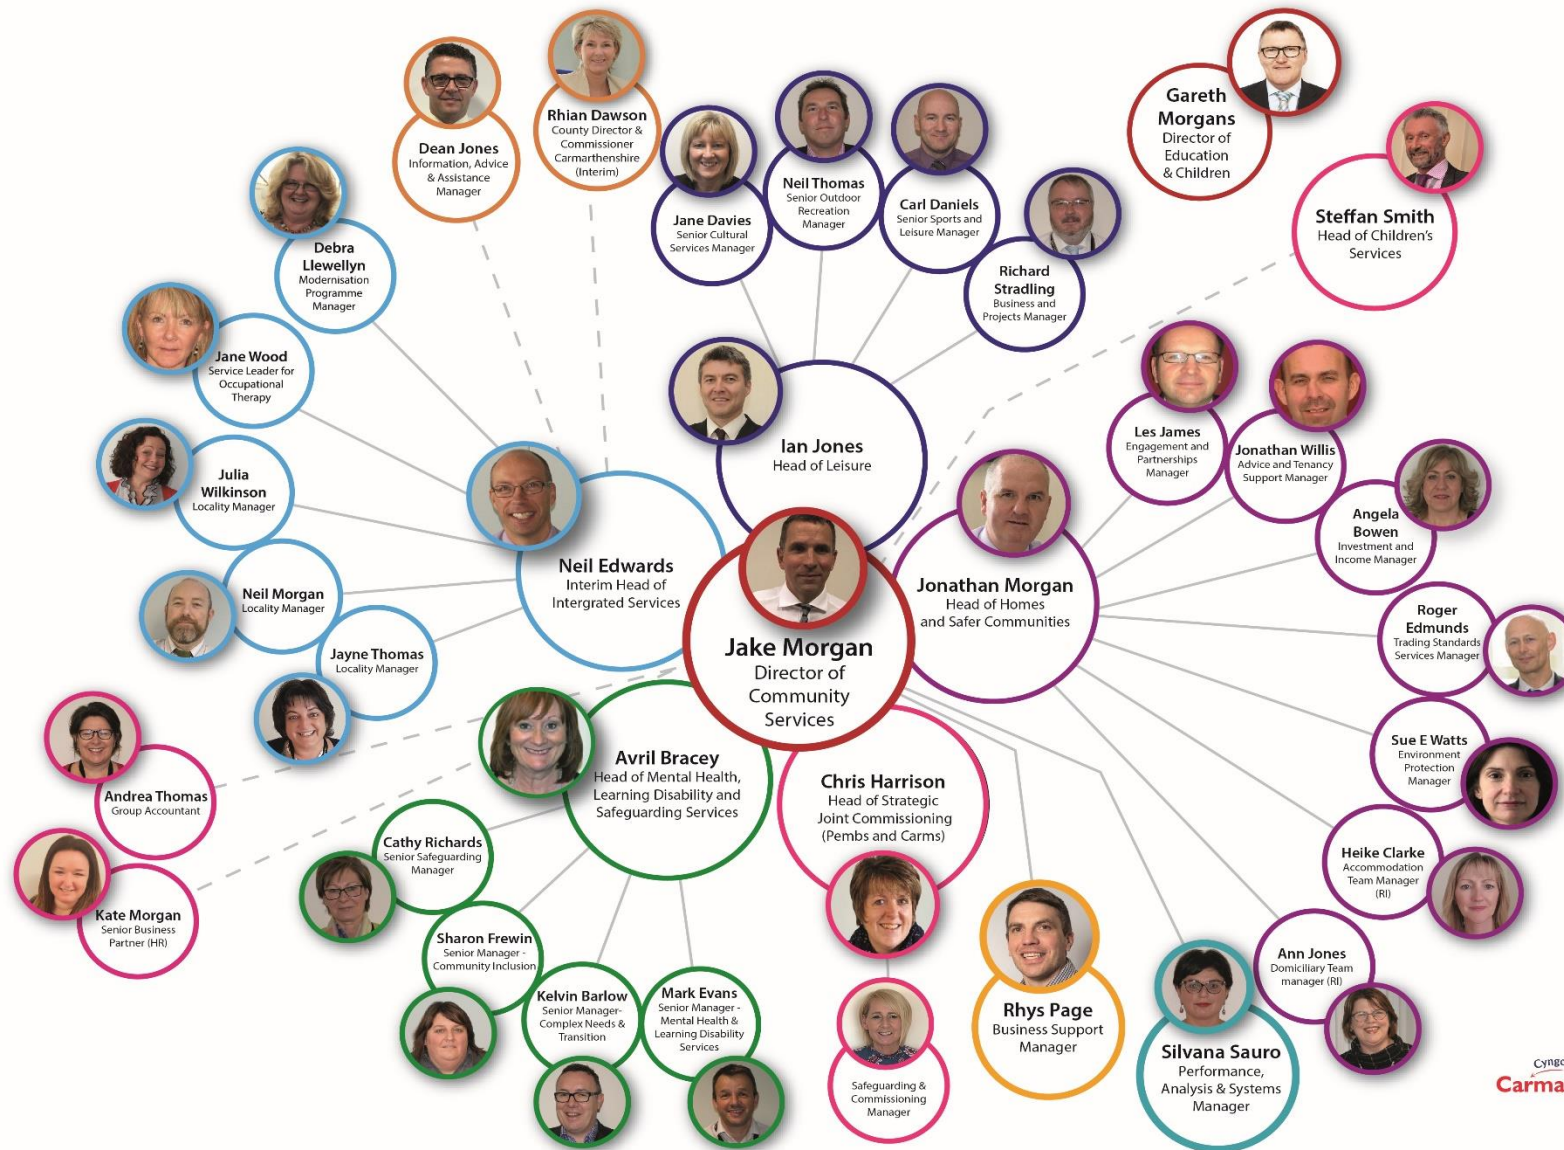 Dean Jones
Information, Advice
& Assistance
Manager
Rhian Dawson
County Director &
Commissioner
Carmarthenshire
(Interim)
Jane Davies
Senior Cultural
Services Manager
Neil Thomas
Senior Outdoor
Recreation
Manager
Carl Daniels
Senior Sports and
Leisure Manager
Richard
Stradling
Business and
Projects Manager
Gareth
Morgans
Director of
Education
& Children
Steffan Smith
Head of Children's
Services
Debra
Llewellyn
Modernisation
Programme
Manager
Jane Wood
Service Leader for
Occupational
Therapy
Julia
Wilkinson
Locality Manager
Neil Morgan
Locality Manager
Jayne Thomas
Locality Manager
Neil Edwards
Interim Head of
Intergrated Services
Ian Jones
Head of Leisure
Jonathan Morgan
Head of Homes
and Safer Communities
Les James
Engagement and
Partnerships
Manager
Jonathan Willis
Advice and Tenancy
Support Manager
Angela
Bowen
Investment and
Income Manager
Roger
Edmunds
Trading Standards
Services Manager
Sue E Watts
Environment
Protection
Manager
Heike Clarke
Accommodation
Team Manager
(RI)
Ann Jones
Domiciliary Team
manager (RI)
Jake Morgan
Director of
Community
Services
Andrea Thomas
Group Accountant
Kate Morgan
Senior Business
Partner (HR)
Avril Bracey
Head of Mental Health,
Learning Disability and
Safeguarding Services
Cathy Richards
Senior Safeguarding
Manager
Sharon Frewin
Senior Manager -
Community Inclusion
Kelvin Barlow
Senior Manager-
Complex Needs &
Transition
Mark Evans
Senior Manager -
Mental Health &
Learning Disability
Services
Chris Harrison
Head of Strategic
Joint Commissioning
(Pembs and Carms)
Safeguarding &
Commissioning
Manager
Rhys Page
Business Support
Manager
Silvana Sauro
Performance,
Analysis & Systems
Manager
Cyngo
Carma